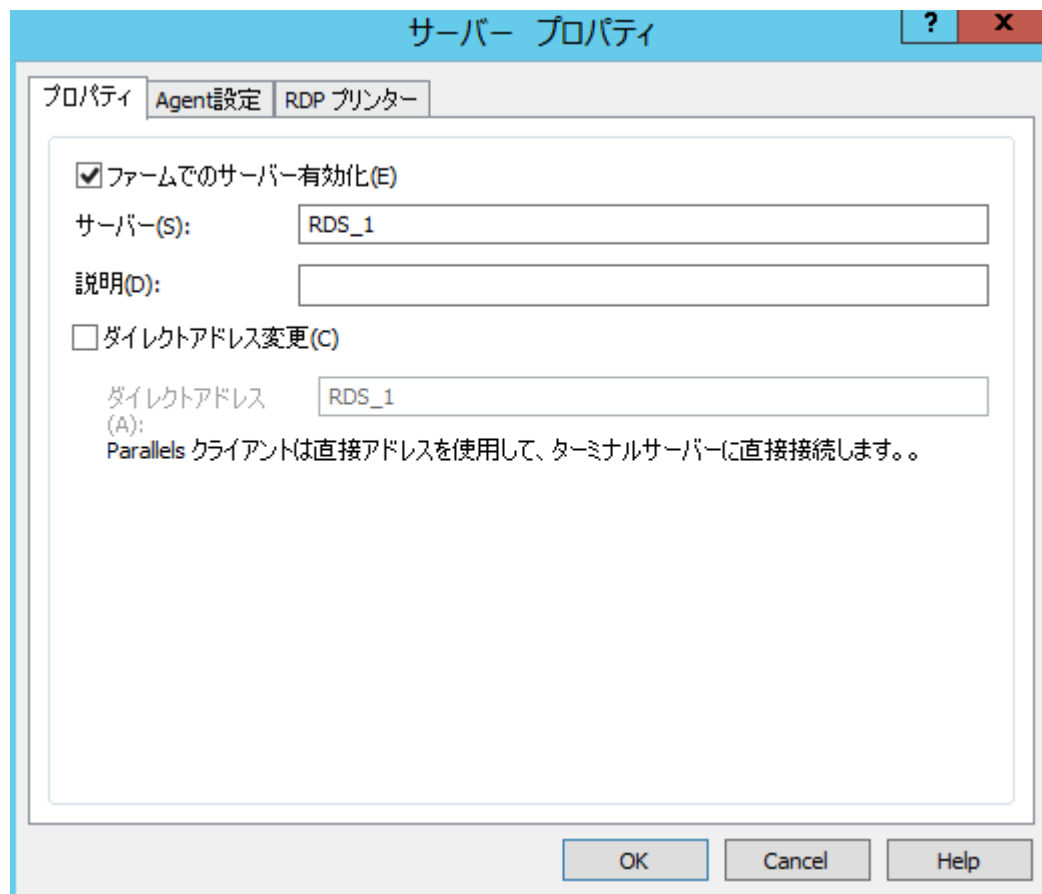 サーバー プロパティ
?
x
プロパティ
Agent設定
RDP プリンター
ファームでのサーバー有効化(E)
サーバー(S):
RDS_1
説明(D):
ダイレクトアドレス変更(C)
ダイレクトアドレス
(A):
RDS_1
Parallels クライアントは直接アドレスを使用して、ターミナルサーバーに直接接続します。。
OK
Cancel
Help